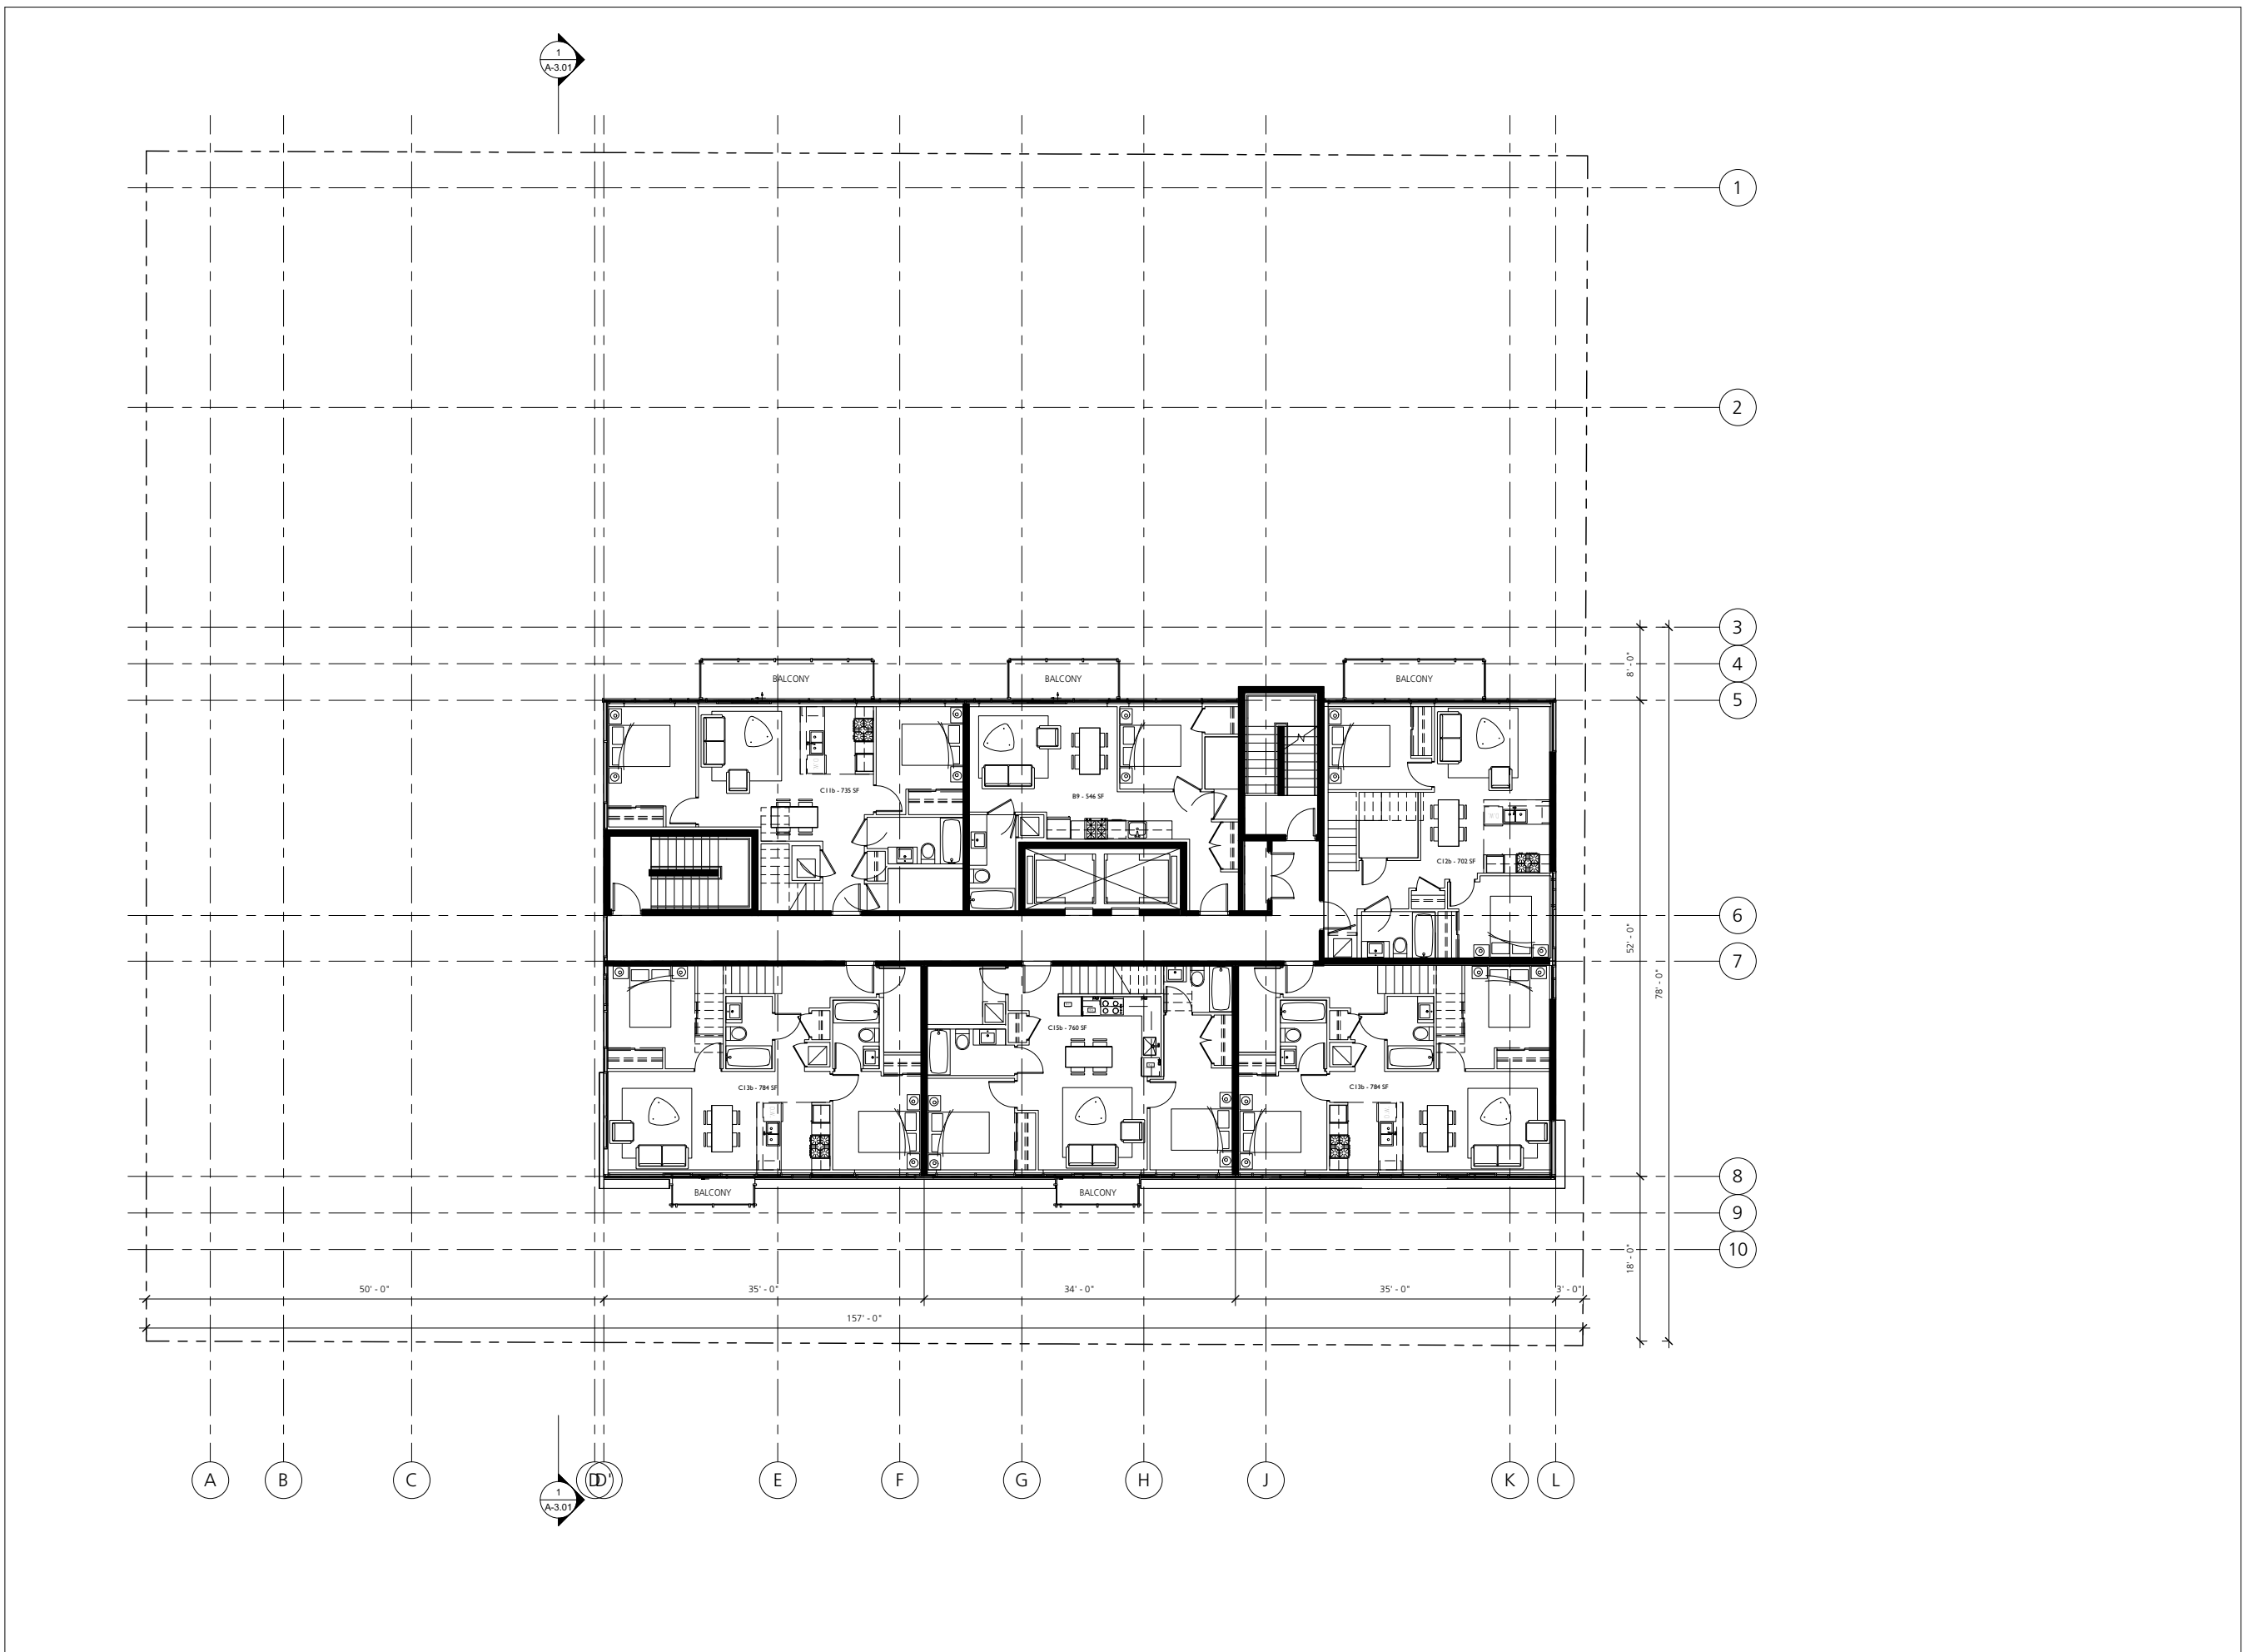 1
A-3.01
1
2
3
4
5
6
7
8
9
10
8' - 0"
52' - 0"
78' - 0"
18' - 0"
BALCONY
BALCONY
BALCONY
C11b - 735 SF
B9 - 546 SF
C12b - 702 SF
C15b - 760 SF
C13b - 784 SF
C13b - 784 SF
BALCONY
BALCONY
50' - 0"
35' - 0"
34' - 0"
35' - 0"
3' - 0"
157' - 0"
A
B
C
D
D'
E
F
G
H
J
K
L
1
A-3.01